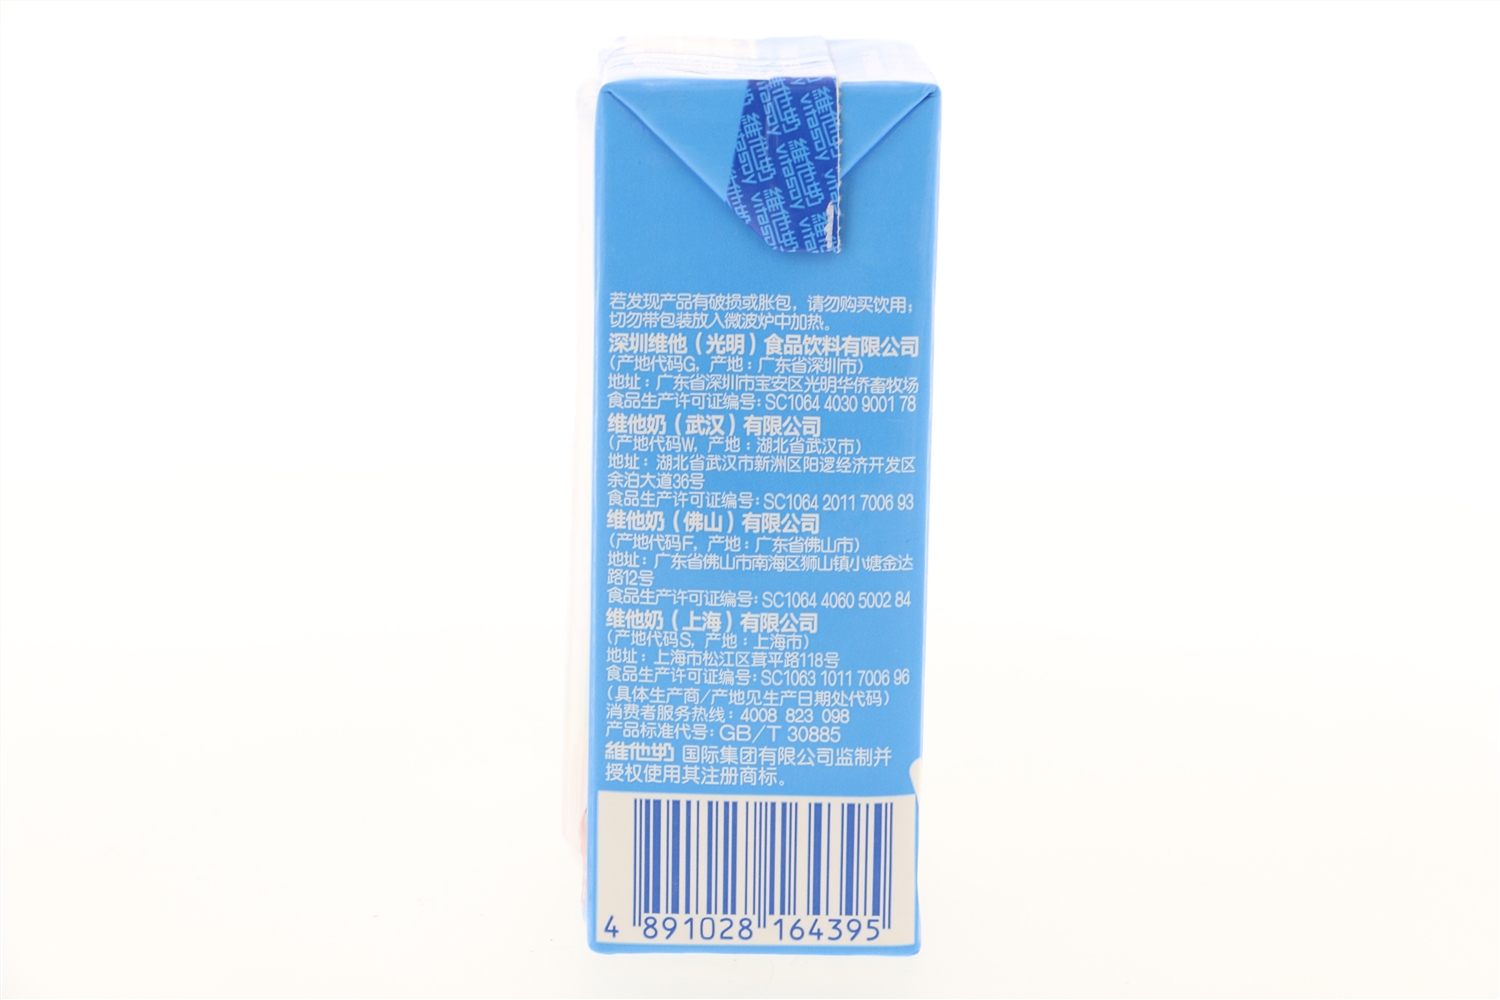 維他奶 vitasoy
若发现产品有破损或胀包，请勿购买饮用；
切勿带包装放入微波炉中加热。
深圳维他（光明）食品饮料有限公司
（产地代码G，产地：广东省深圳市）
地址：广东省深圳市宝安区光明华侨畜牧场
食品生产许可证编号：SC1064 4030 9001 78
维他奶（武汉）有限公司
（产地代码W，产地：湖北省武汉市）
地址：湖北省武汉市新洲区阳逻经济开发区
余泊大道36号
食品生产许可证编号：SC1064 2011 7006 93
维他奶（佛山）有限公司
（产地代码F，产地：广东省佛山市）
地址：广东省佛山市南海区狮山镇小塘金达
路12号
食品生产许可证编号：SC1064 4060 5002 84
维他奶（上海）有限公司
（产地代码S，产地：上海市）
地址：上海市松江区茸平路118号
食品生产许可证编号：SC1063 1011 7006 96
（具体生产商/产地见生产日期处代码）
消费者服务热线：4008 823 098
产品标准代号：GB/T 30885
維他奶 国际集团有限公司监制并
授权使用其注册商标。
4 891028 164395